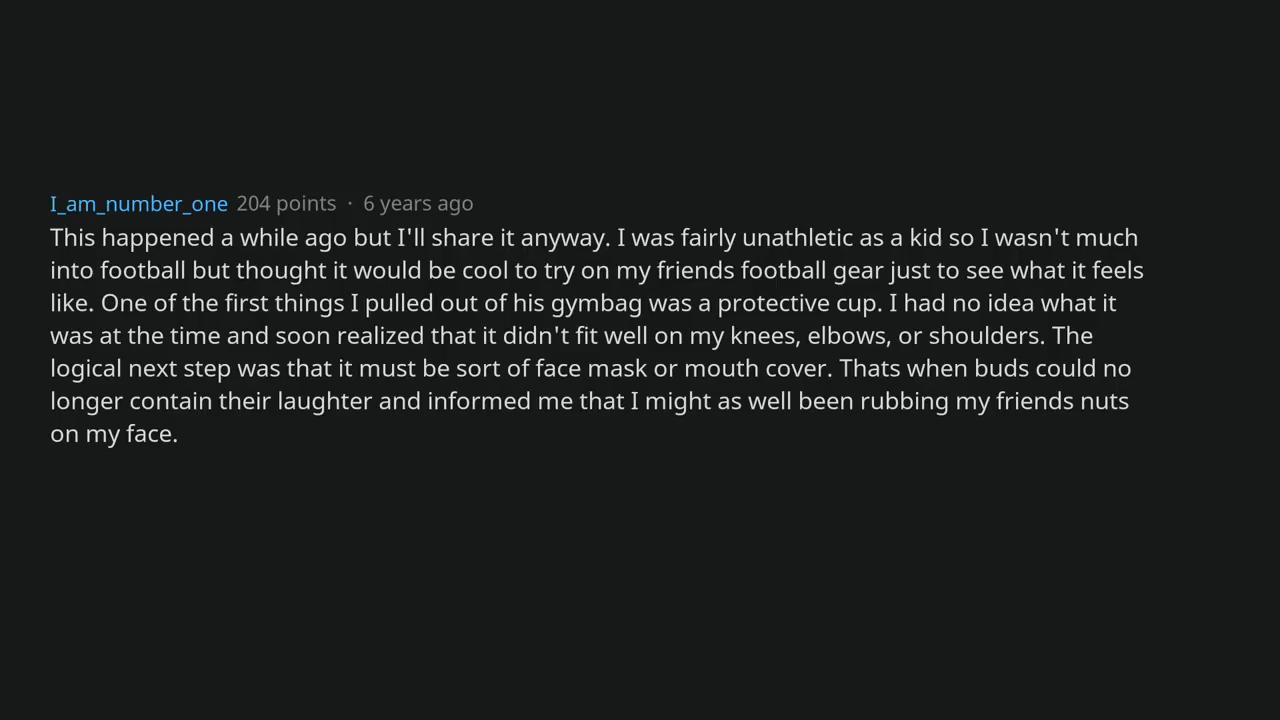 I_am_number_one 204 points · 6 years ago
This happened a while ago but I'll share it anyway. I was fairly unathletic as a kid so I wasn't much
into football but thought it would be cool to try on my friends football gear just to see what it feels
like. One of the first things I pulled out of his gymbag was a protective cup. I had no idea what it
was at the time and soon realized that it didn't fit well on my knees, elbows, or shoulders. The
logical next step was that it must be sort of face mask or mouth cover. Thats when buds could no
longer contain their laughter and informed me that I might as well been rubbing my friends nuts
on my face.